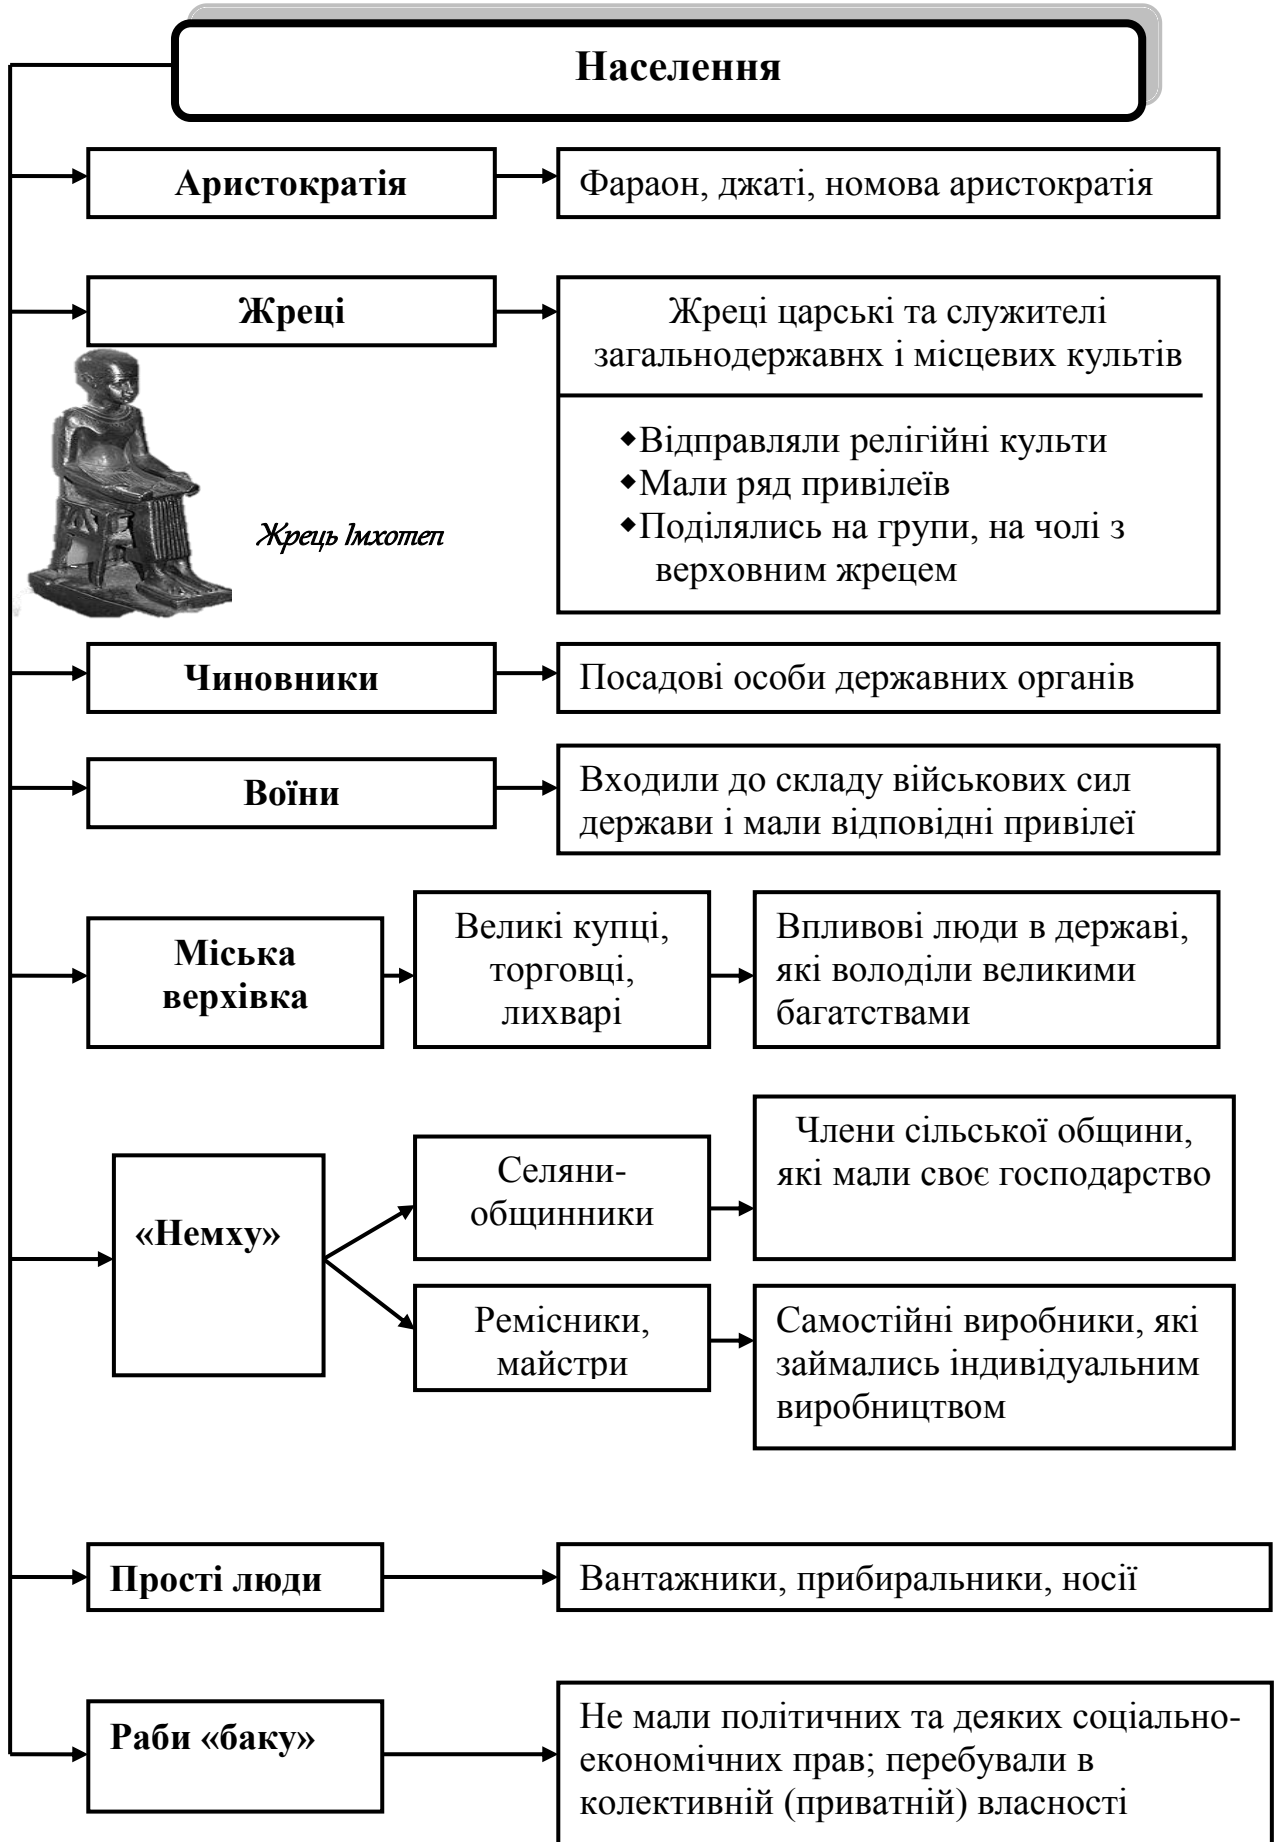 Населення
Аристократія
Фараон, джаті, номова аристократія
Жреці
Жреці царські та служителі
загальнодержавнх і місцевих культів
◆Відправляли релігійні культи
◆Мали ряд привілеїв
◆Поділялись на групи, на чолі з
верховним жрецем
Жрець Імхотеп
Чиновники
Посадові особи державних органів
Воїни
Входили до складу військових сил
держави і мали відповідні привілеї
Міська
верхівка
Великі купці,
торговці,
лихварі
Впливові люди в державі,
які володіли великими
багатствами
«Немху»
Селяни-
общинники
Члени сільської общини,
які мали своє господарство
Ремісники,
майстри
Самостійні виробники, які
займались індивідуальним
виробництвом
Прості люди
Вантажники, прибиральники, носії
Раби «баку»
Не мали політичних та деяких соціально-
економічних прав; перебували в
колективній (приватній) власності